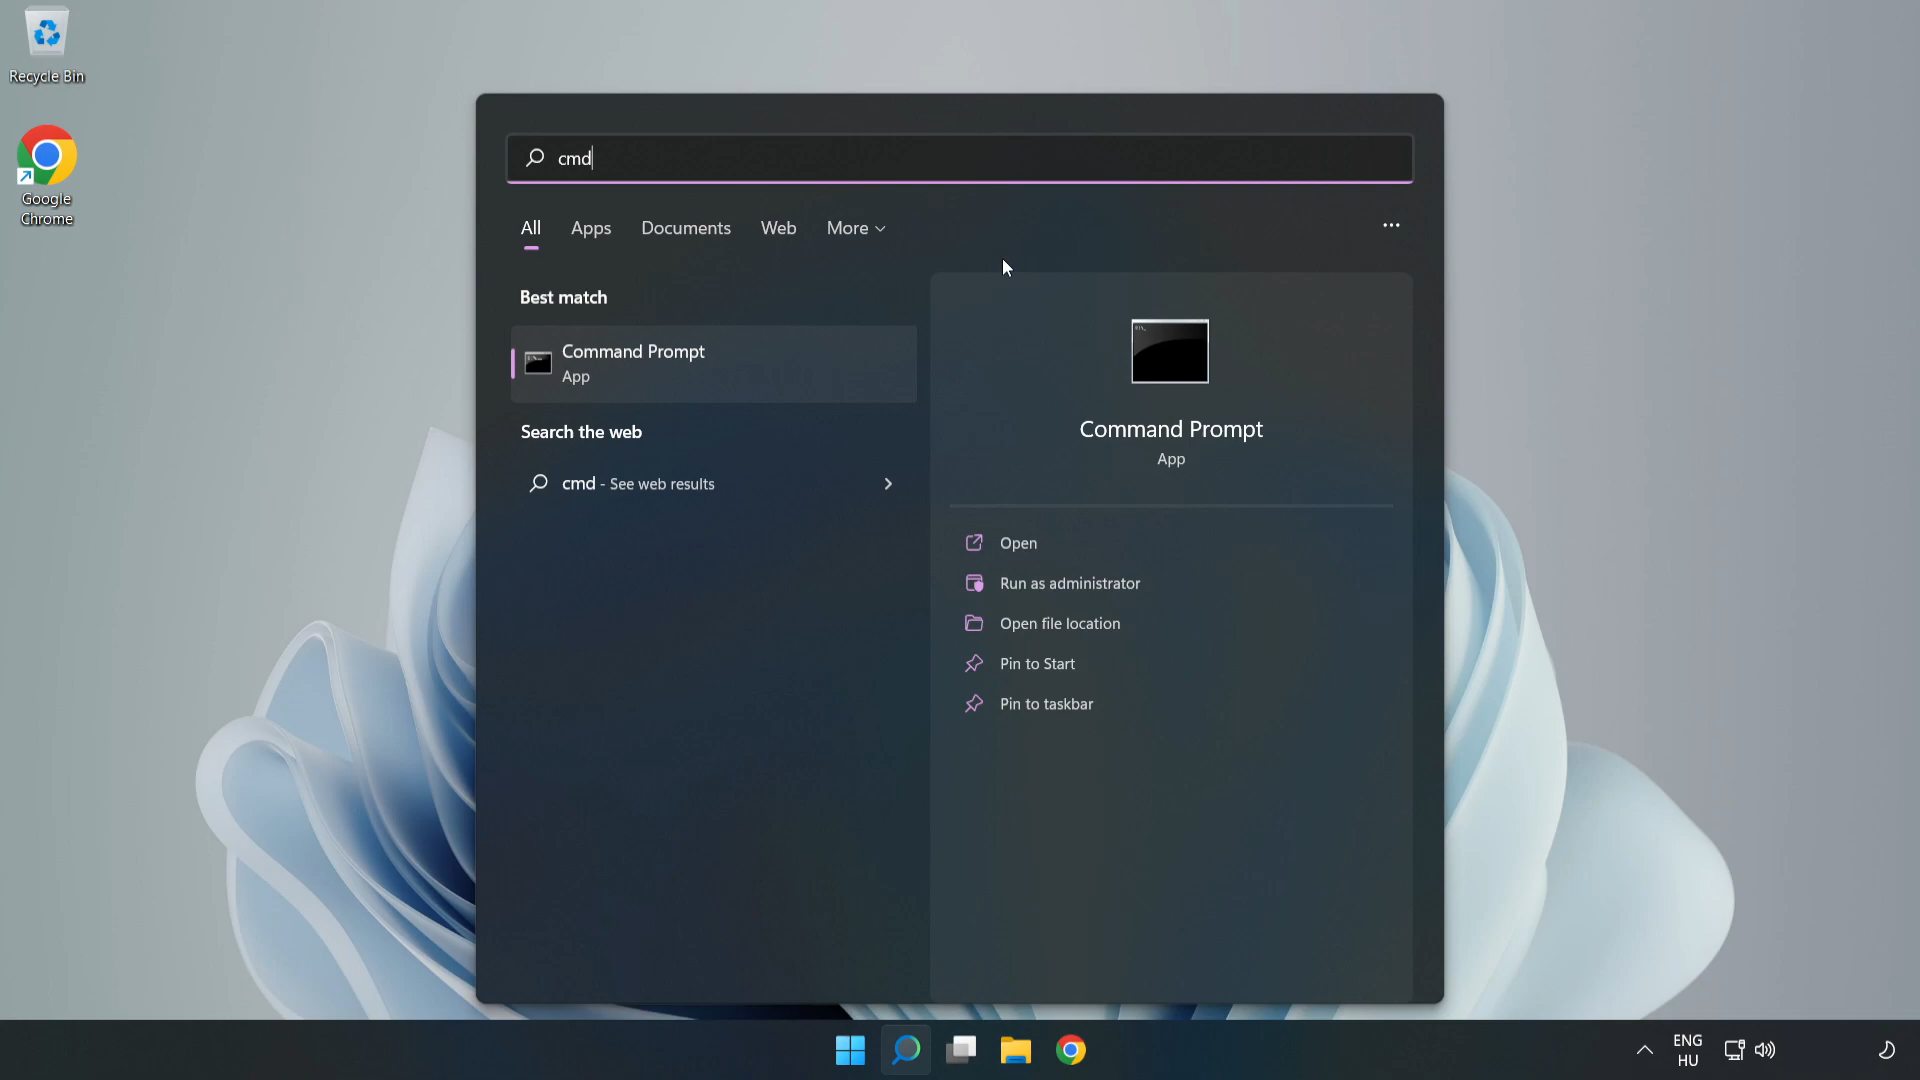 Recycle Bin
Google
Chrome
cmd
All Apps Documents Web More
Best match
Command Prompt
App
Search the web
cmd - See web results
Command Prompt
App
Open
Run as administrator
Open file location
Pin to Start
Pin to taskbar
ENG
HU